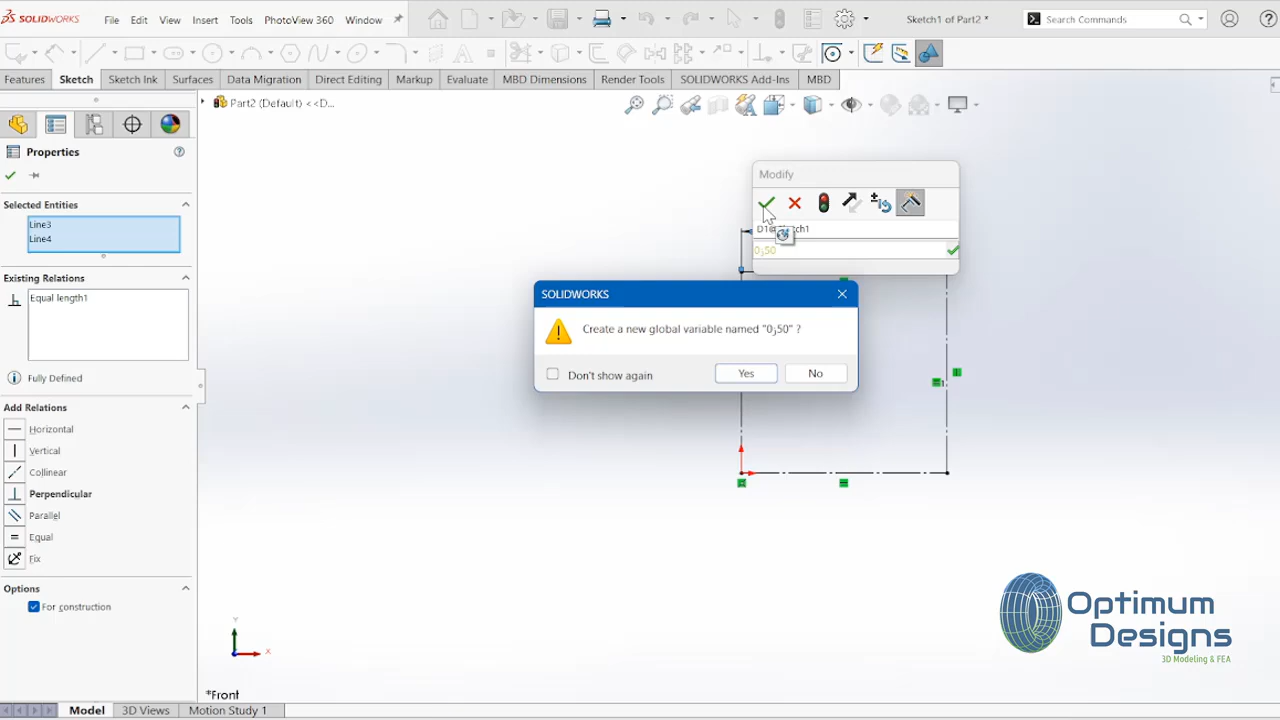 SOLIDWORKS
File
Edit
View
Insert
Tools
PhotoView 360
Window
Sketch1 of Part2 *
Search Commands
Features
Sketch
Sketch Ink
Surfaces
Data Migration
Direct Editing
Markup
Evaluate
MBD Dimensions
Render Tools
SOLIDWORKS Add-Ins
MBD
Part2 (Default) <<D...
Properties
Selected Entities
Line3
Line4
Existing Relations
Equal length1
Fully Defined
Add Relations
Horizontal
Vertical
Collinear
Perpendicular
Parallel
Equal
Fix
Options
For construction
Modify
0ز50
SOLIDWORKS
Create a new global variable named "0ز50" ?
Don't show again
Yes
No
Y
X
*Front
Optimum
Designs
3D Modeling & FEA
Model
3D Views
Motion Study 1